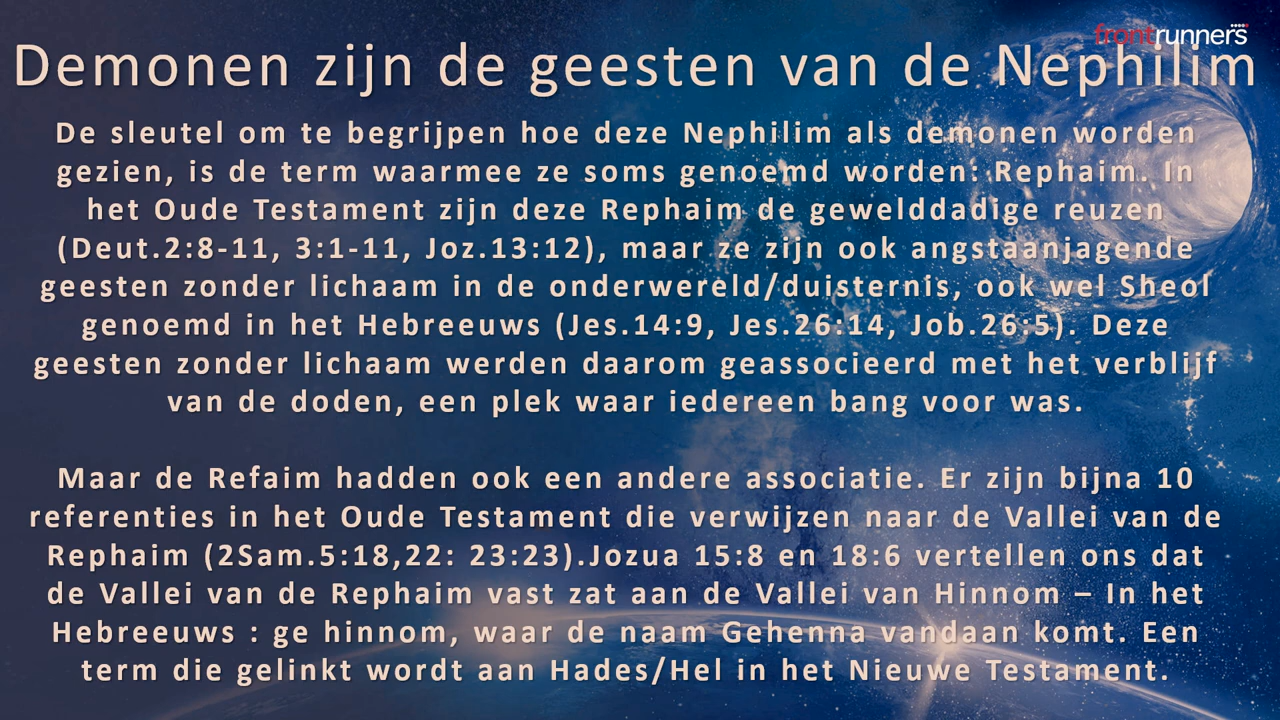 frontrunners
Demonen zijn de geesten van de Nephilim
De sleutel om te begrijpen hoe deze Nephilim als demonen worden
gezien, is de term waarmee ze soms genoemd worden: Rephaim. In
het Oude Testament zijn deze Rephaim de gewelddadige reuzen
(Deut.2:8-11, 3:1-11, Joz.13:12), maar ze zijn ook angstaanjagende
geesten zonder lichaam in de onderwereld/duisternis, ook wel Sheol
genoemd in het Hebreeuws (Jes.14:9, Jes.26:14, Job.26:5). Deze
geesten zonder lichaam werden daarom geassocieerd met het verblijf
van de doden, een plek waar iedereen bang voor was.
Maar de Refaim hadden ook een andere associatie. Er zijn bijna 10
referenties in het Oude Testament die verwijzen naar de Vallei van de
Rephaim (2Sam.5:18,22: 23:23).Jozua 15:8 en 18:6 vertellen ons dat
de Vallei van de Rephaim vast zat aan de Vallei van Hinnom – In het
Hebreeuws : ge hinnom, waar de naam Gehenna vandaan komt. Een
term die gelinkt wordt aan Hades/Hel in het Nieuwe Testament.